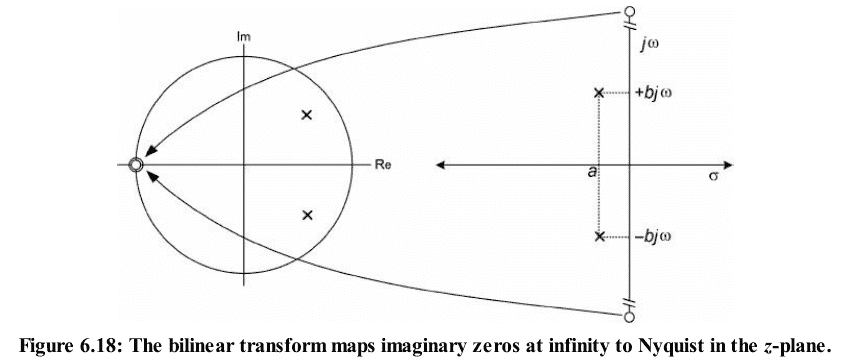 Im
jω
+bjω
Re
a
σ
–bjω
Figure 6.18: The bilinear transform maps imaginary zeros at infinity to Nyquist in the z-plane.